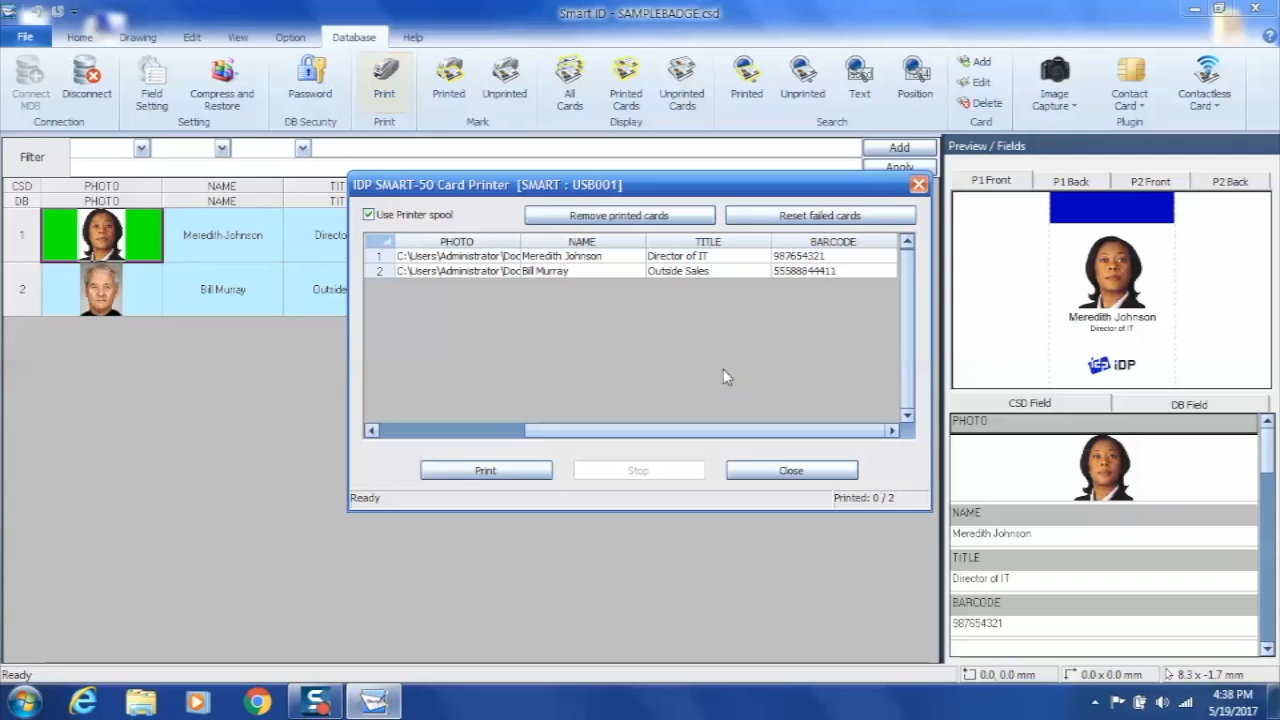 Smart ID - SAMPLEBADGE.csd
File Home Drawing Edit View Option Database Help
Connect MDB
Disconnect
Connection
Field Setting
Compress and Restore
Setting
Password
DB Security
Print
Print
Printed
Unprinted
Mark
All Cards
Printed Cards
Unprinted Cards
Display
Printed
Unprinted
Text
Position
Search
Add
Edit
Delete
Card
Image Capture
Contact Card
Contactless Card
Plugin
Filter
Add
Apply
CSD PHOTO NAME
DB PHOTO NAME
1 Meredith Johnson Directo
2 Bill Murray Outside
IDP SMART-50 Card Printer [SMART : USB001]
Use Printer spool
Remove printed cards
Reset failed cards
PHOTO NAME TITLE BARCODE
1 C:\Users\Administrator\Doc Meredith Johnson Director of IT 987654321
2 C:\Users\Administrator\Doc Bill Murray Outside Sales 55588844411
Print Stop Close
Ready Printed: 0 / 2
Preview / Fields
P1 Front P1 Back P2 Front P2 Back
Meredith Johnson
Director of IT
iDP
CSD Field DB Field
PHOTO
NAME
Meredith Johnson
TITLE
Director of IT
BARCODE
987654321
Ready
0.0, 0.0 mm 0.0 x 0.0 mm 8.3 x -1.7 mm
4:38 PM
5/19/2017